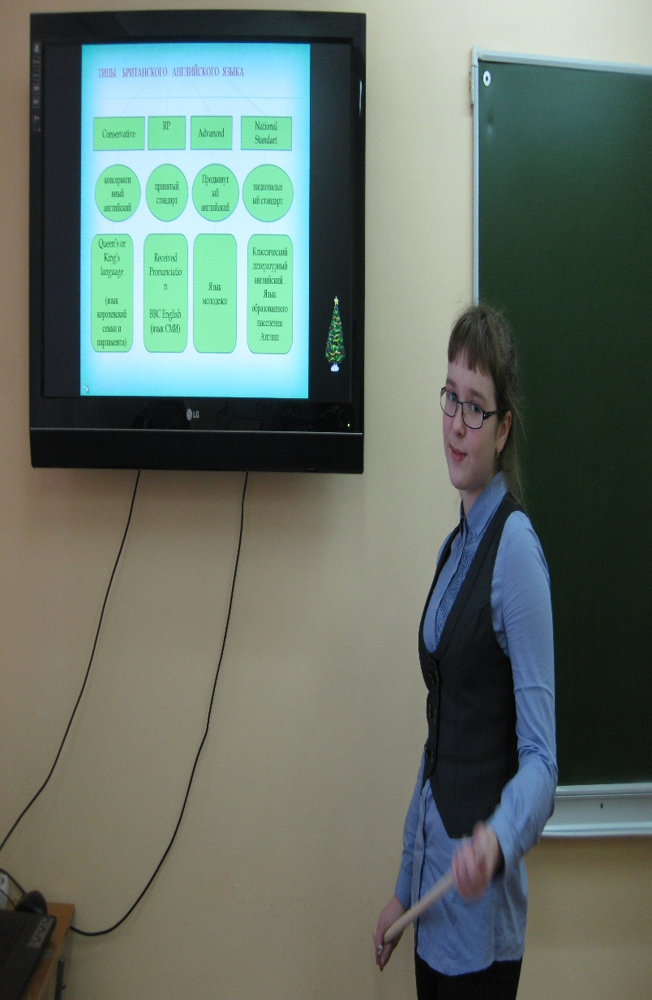 ТИПЫ БРИТАНСКОГО АНГЛИЙСКОГО ЯЗЫКА
Conservative
RP
Advanced
National
Standart
консервати
вный
английский
принятый
стандарт
Продвинут
ый
английский
национальн
ый стандарт
Queen's or
King's
language
(язык
королевской
семьи и
парламента)
Received
Pronunciatio
n
BBC English
(язык СМИ)
Язык
молодежи
Классический
литературный
английский .
Язык
образованного
населения
Англии
LG